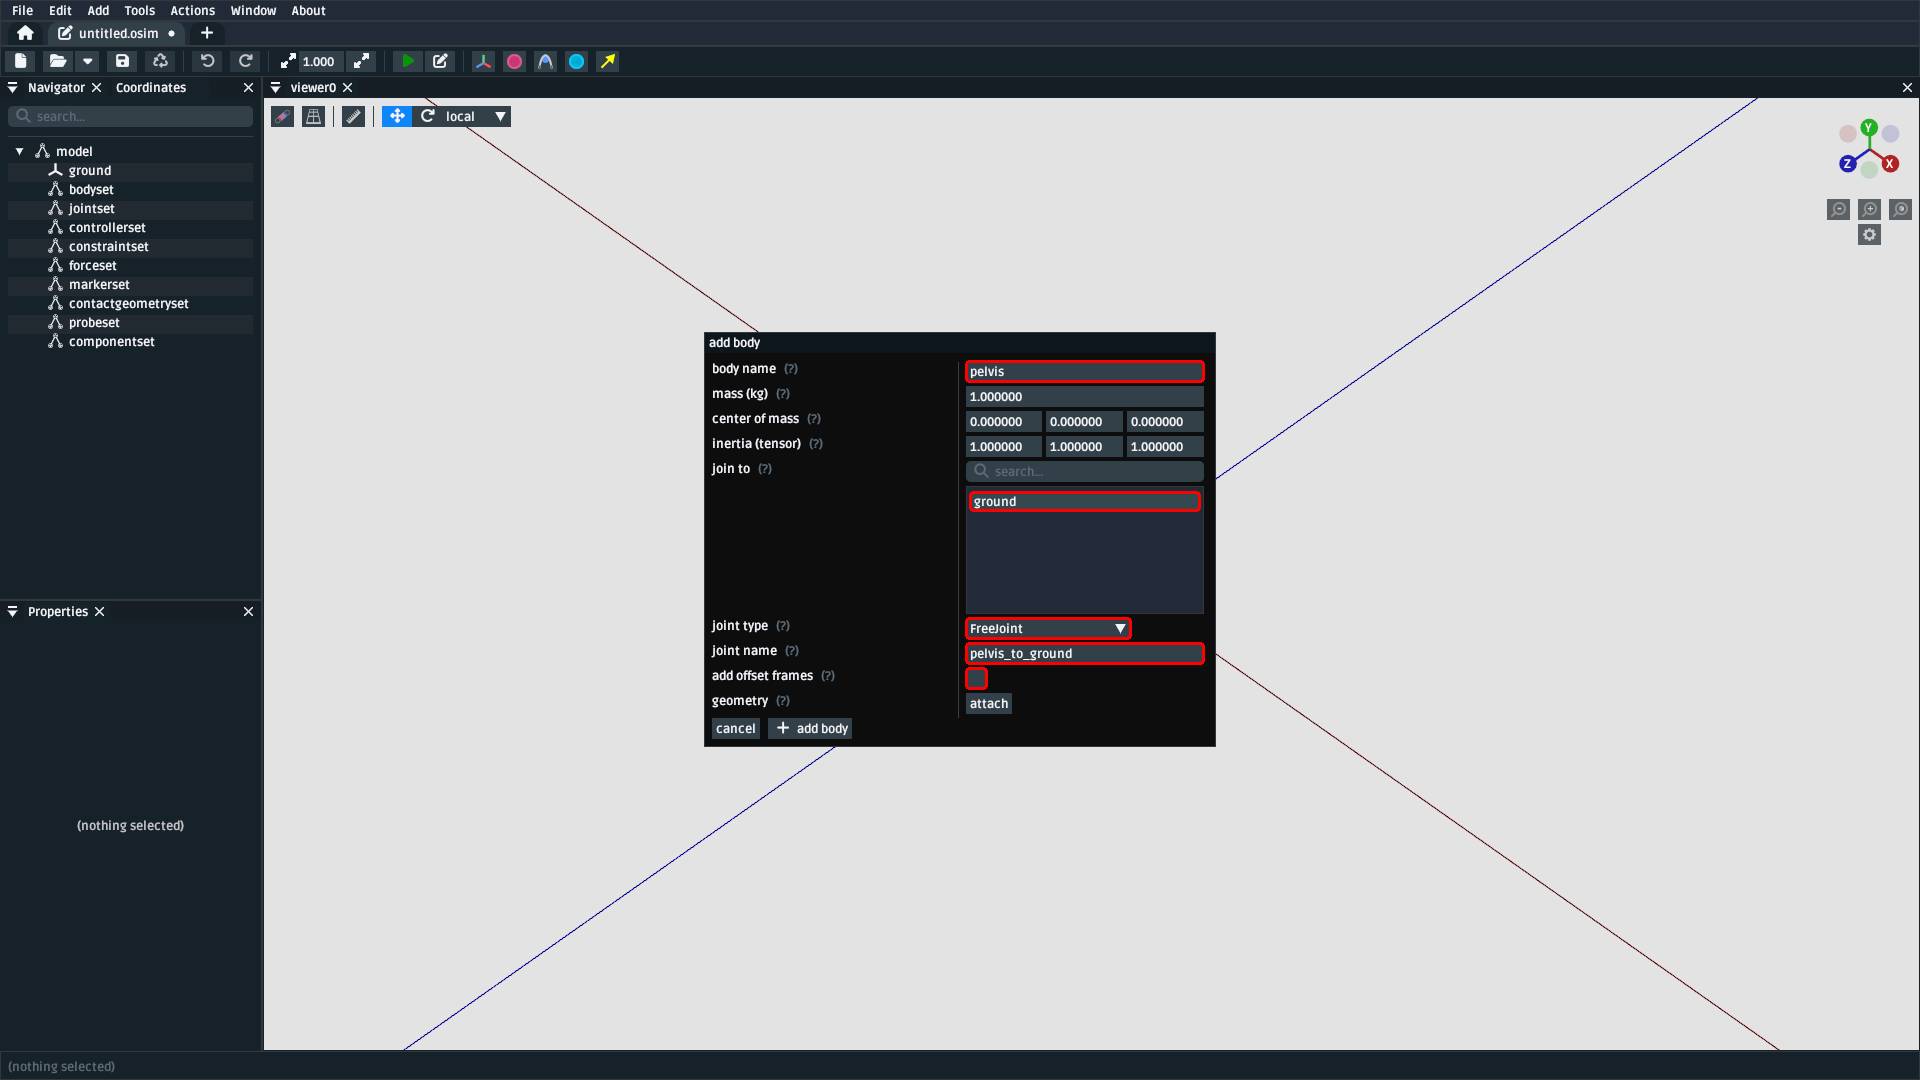 File Edit Add Tools Actions Window About
untitled.osim
1.000
Navigator Coordinates
viewer0
search...
local
Y
Z X
model
ground
bodyset
jointset
controllerset
constraintset
forceset
markerset
contactgeometryset
probeset
componentset
add body
body name (?) pelvis
mass (kg) (?) 1.000000
center of mass (?) 0.000000 0.000000 0.000000
inertia (tensor) (?) 1.000000 1.000000 1.000000
join to (?) search...
ground
joint type (?) FreeJoint
joint name (?) pelvis_to_ground
add offset frames (?)
geometry (?) attach
cancel + add body
Properties
(nothing selected)
(nothing selected)